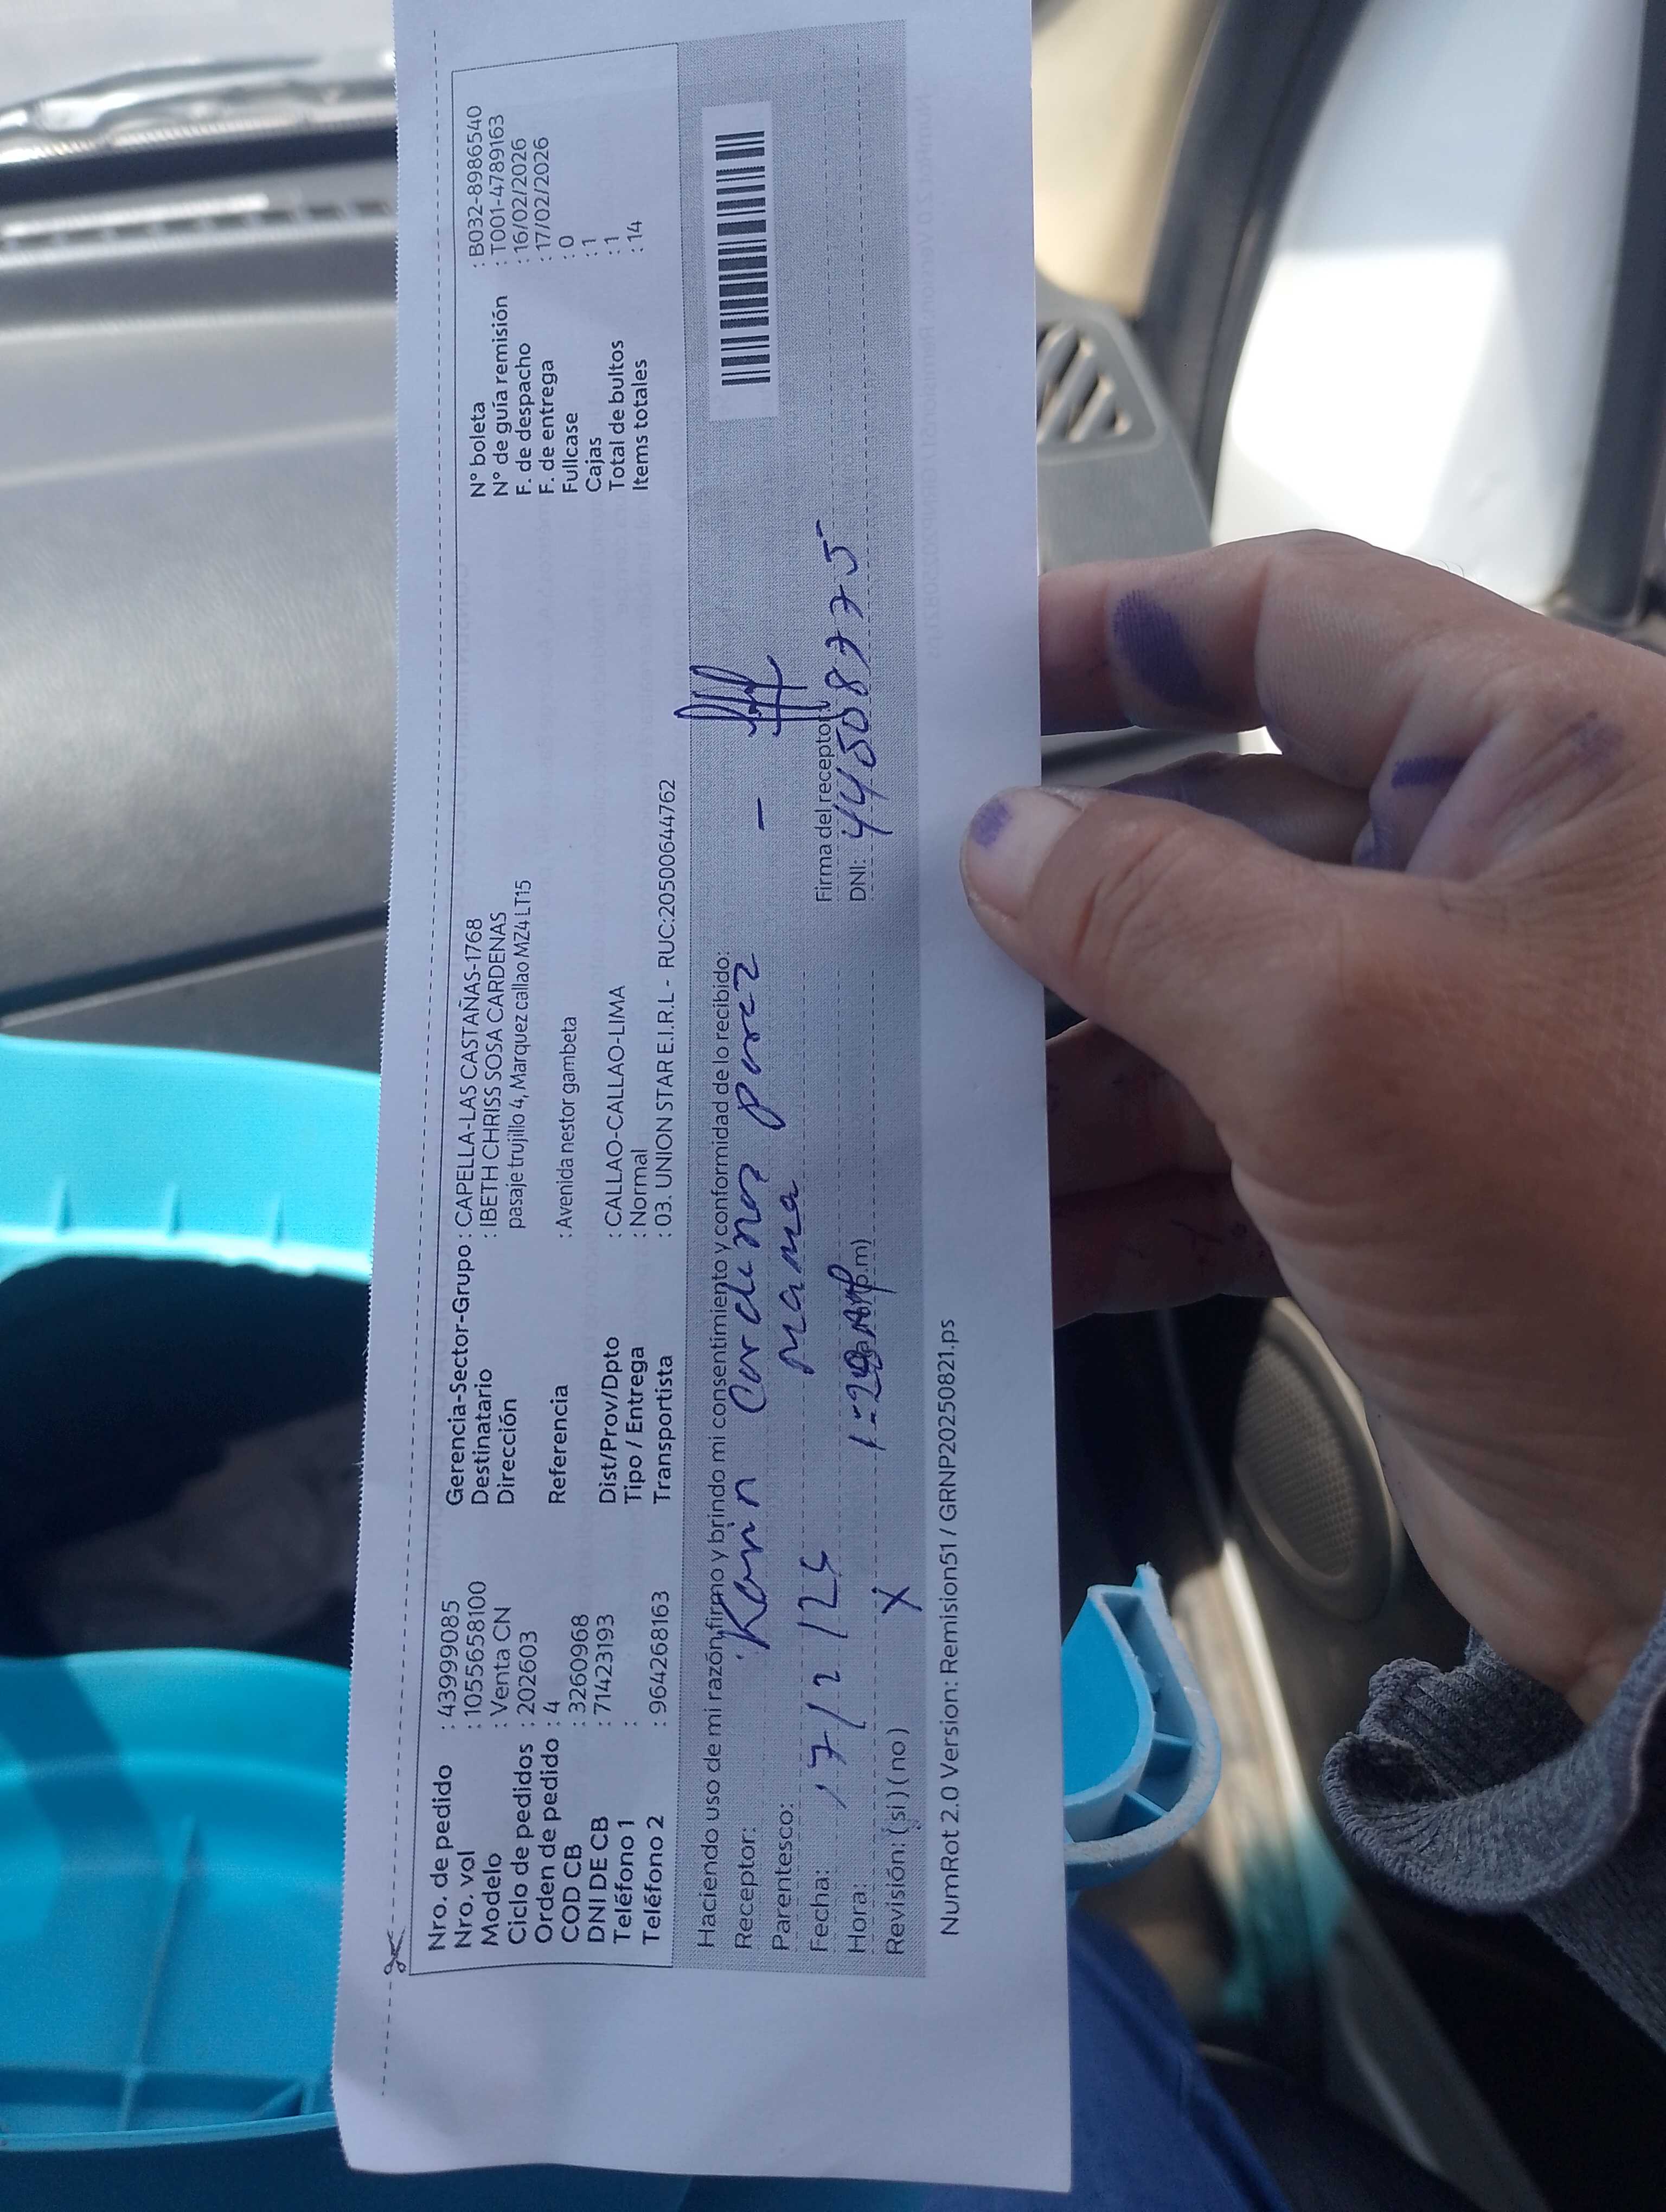 Nro. de pedido : 43999085
Nro. vol : 1055658100
Modelo : Venta CN
Ciclo de pedidos : 202603
Orden de pedido : 4
COD CB : 3260968
DNI DE CB : 71423193
Teléfono 1 :
Teléfono 2 : 964268163
Gerencia-Sector-Grupo : CAPELLA-LAS CASTAÑAS-1768
Destinatario : IBETH CHRISS SOSA CARDENAS
Dirección pasaje trujillo 4, Marquez callao MZ4 LT15
Referencia : Avenida nestor gambeta
Dist/Prov/Dpto : CALLAO-CALLAO-LIMA
Tipo / Entrega : Normal
Transportista : 03. UNION STAR E.I.R.L - RUC:20500644762
N° boleta : B032-8986540
N° de guía remisión : T001-4789163
F. de despacho : 16/02/2026
F. de entrega : 17/02/2026
Fullcase : 0
Cajas : 1
Total de bultos : 1
Items totales : 14
Haciendo uso de mi razón, firmo y brindo mi consentimiento y conformidad de lo recibido:
Receptor: Karin Cardenas
Parentesco: mama
Firma del receptor
Fecha: 17/2/
DNI: 44508775
Hora:
Revisión: (si) (no) X
NumRot 2.0 Version: Remision51 / GRNP20250821.ps